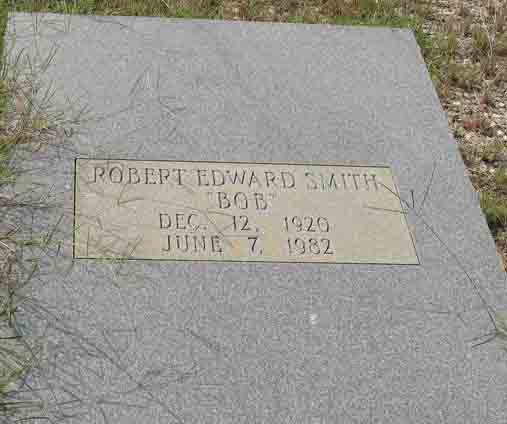 ROBERT EDWARD SMITH
"BOB"
DEC. 12, 1920
JUNE 7, 1982